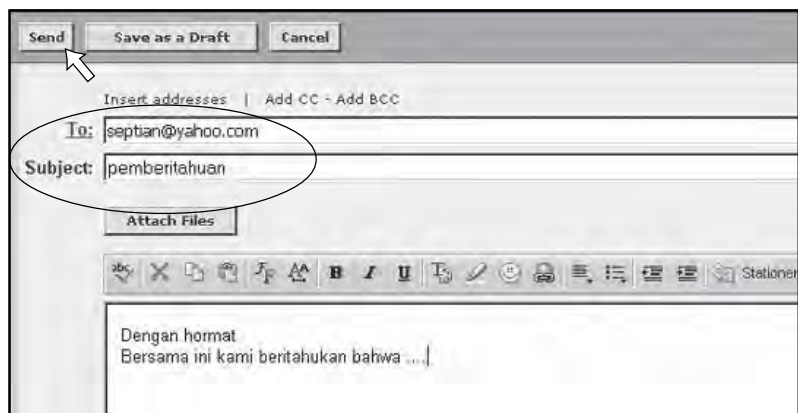 Send Save as a Draft Cancel
Insert addresses | Add CC - Add BCC
To: septian@yahoo.com
Subject: pemberitahuan
Attach Files
abc B I U Stationer
Dengan hormat
Bersama ini kami beritahukan bahwa ....